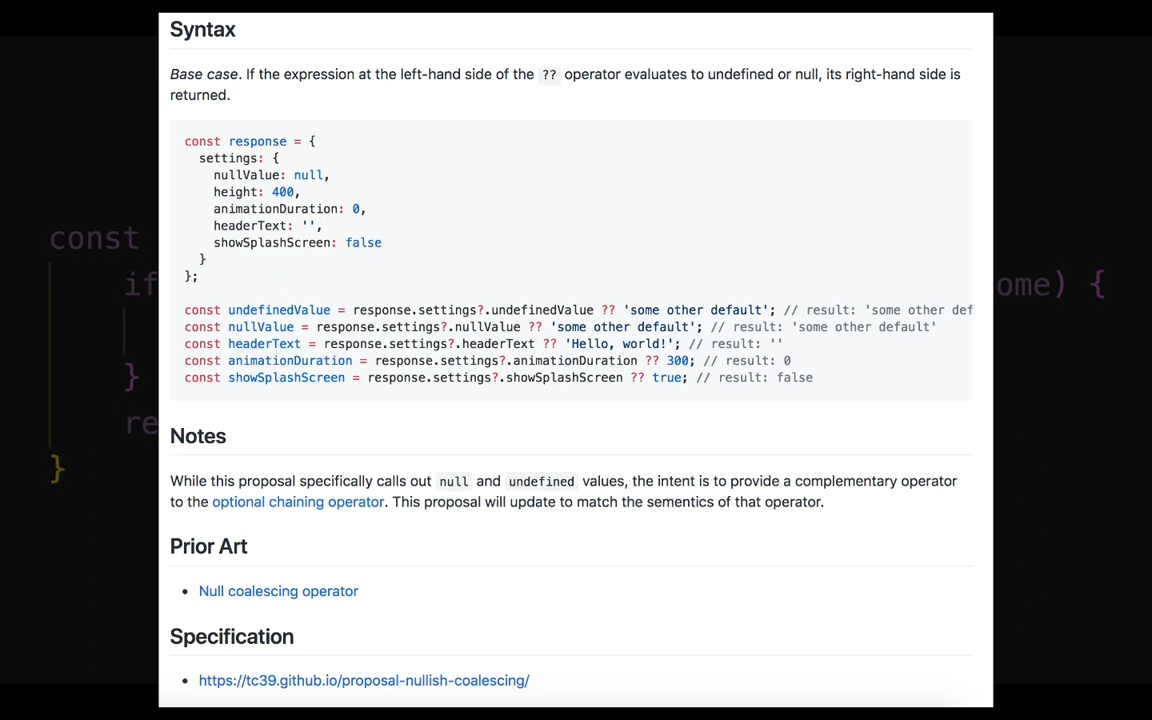 Syntax
Base case. If the expression at the left-hand side of the ?? operator evaluates to undefined or null, its right-hand side is
returned.
const response = {
  settings: {
    nullValue: null,
    height: 400,
    animationDuration: 0,
    headerText: '',
    showSplashScreen: false
  }
};
const undefinedValue = response.settings?.undefinedValue ?? 'some other default'; // result: 'some other def
const nullValue = response.settings?.nullValue ?? 'some other default'; // result: 'some other default'
const headerText = response.settings?.headerText ?? 'Hello, world!'; // result: ''
const animationDuration = response.settings?.animationDuration ?? 300; // result: 0
const showSplashScreen = response.settings?.showSplashScreen ?? true; // result: false
Notes
While this proposal specifically calls out null and undefined values, the intent is to provide a complementary operator
to the optional chaining operator. This proposal will update to match the sementics of that operator.
Prior Art
• Null coalescing operator
Specification
• https://tc39.github.io/proposal-nullish-coalescing/
const
if
ome) {
}
re
}